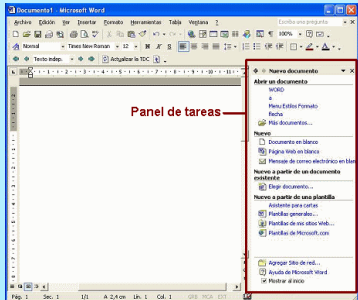 Documento1 - Microsoft Word
Archivo Edición Ver Insertar Formato Herramientas Tabla Ventana ?
Escriba una pregunta
100%
Normal Times New Roman 12 N K S
Texto indep. Actualizar la TDC
Nuevo documento
Abrir un documento
WORD
a
Menu Estilos Formato
flecha
Más documentos...
Panel de tareas
Nuevo
Documento en blanco
Página Web en blanco
Mensaje de correo electrónico en blan
Nuevo a partir de un documento
existente
Elegir documento...
Nuevo a partir de una plantilla
Asistente para cartas
Plantillas generales...
Plantillas de mis sitios Web...
Plantillas de Microsoft.com
Agregar Sitio de red...
Ayuda de Microsoft Word
Mostrar al inicio
Pág. 1 Sec. 1 1/1 A 2,4 cm Lín. 1 Col. 1 GRB MCA EXT